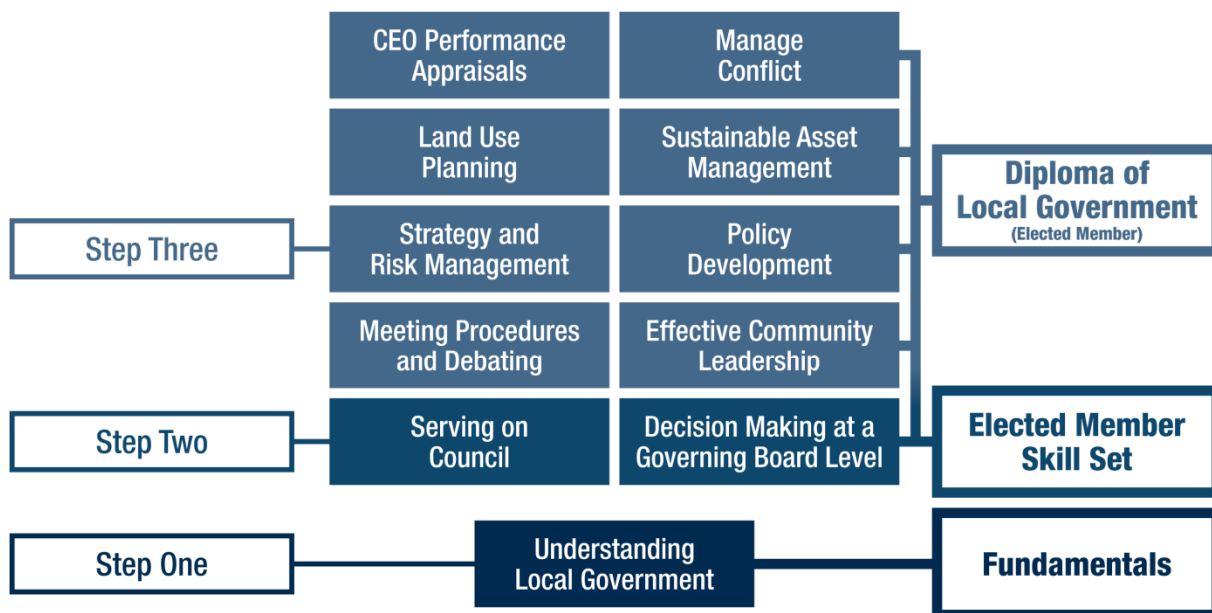 CEO Performance
Appraisals
Manage
Conflict
Land Use
Planning
Sustainable Asset
Management
Diploma of
Local Government
(Elected Member)
Step Three
Strategy and
Risk Management
Policy
Development
Meeting Procedures
and Debating
Effective Community
Leadership
Step Two
Serving on
Council
Decision Making at a
Governing Board Level
Elected Member
Skill Set
Step One
Understanding
Local Government
Fundamentals